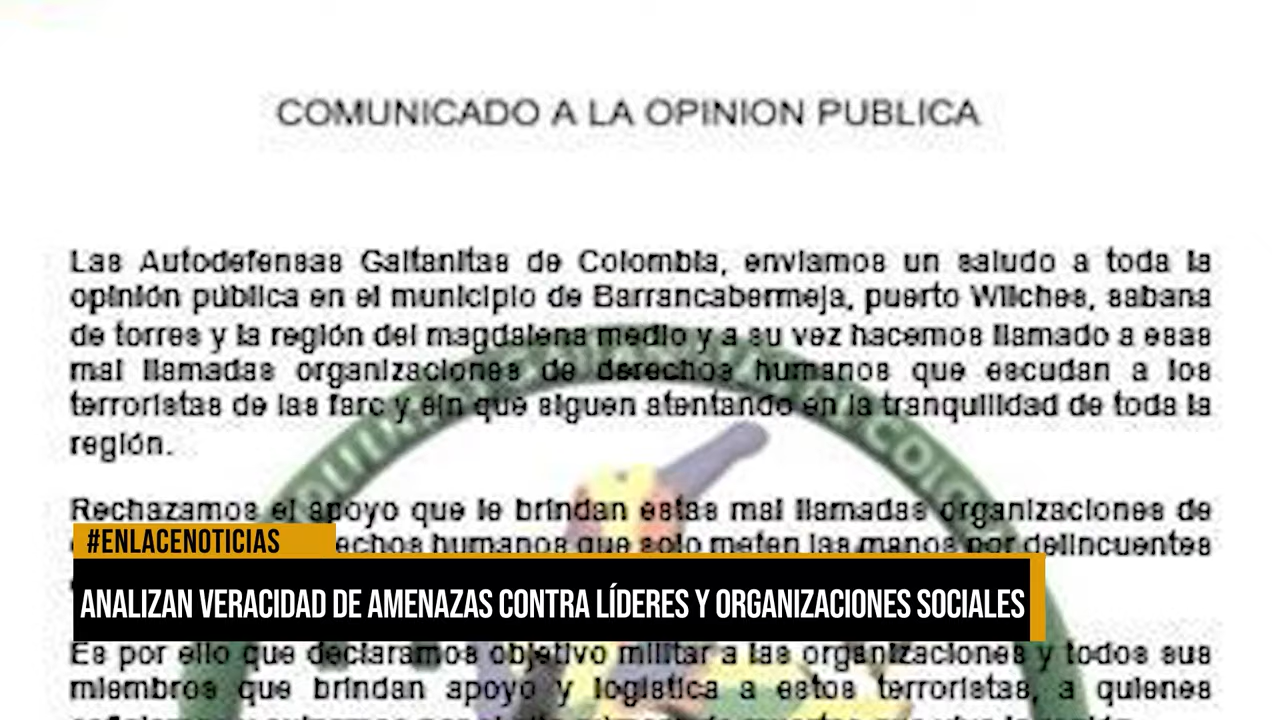 COMUNICADO A LA OPINION PUBLICA
Las Autodefensas Gaitanitas de Colombia, enviamos un saludo a toda la
opinión pública en el municipio de Barrancabermeja, puerto Wilches, sabana
de torres y la región del magdalena medio y a su vez hacemos llamado a esas
mal llamadas organizaciones de derechos humanos que escudan a los
terroristas de las farc y eln que siguen atentando en la tranquilidad de toda la
región.
Rechazamos el apoyo que le brindan estas mal llamadas organizaciones de
#ENLACENOTICIAS
echos humanos que solo meten las manos por delincuentes
ANALIZAN VERACIDAD DE AMENAZAS CONTRA LÍDERES Y ORGANIZACIONES SOCIALES
Es por ello que declaramos objetivo militar a las organizaciones y todos sus
miembros que brindan apoyo y logística a estos terroristas, a quienes